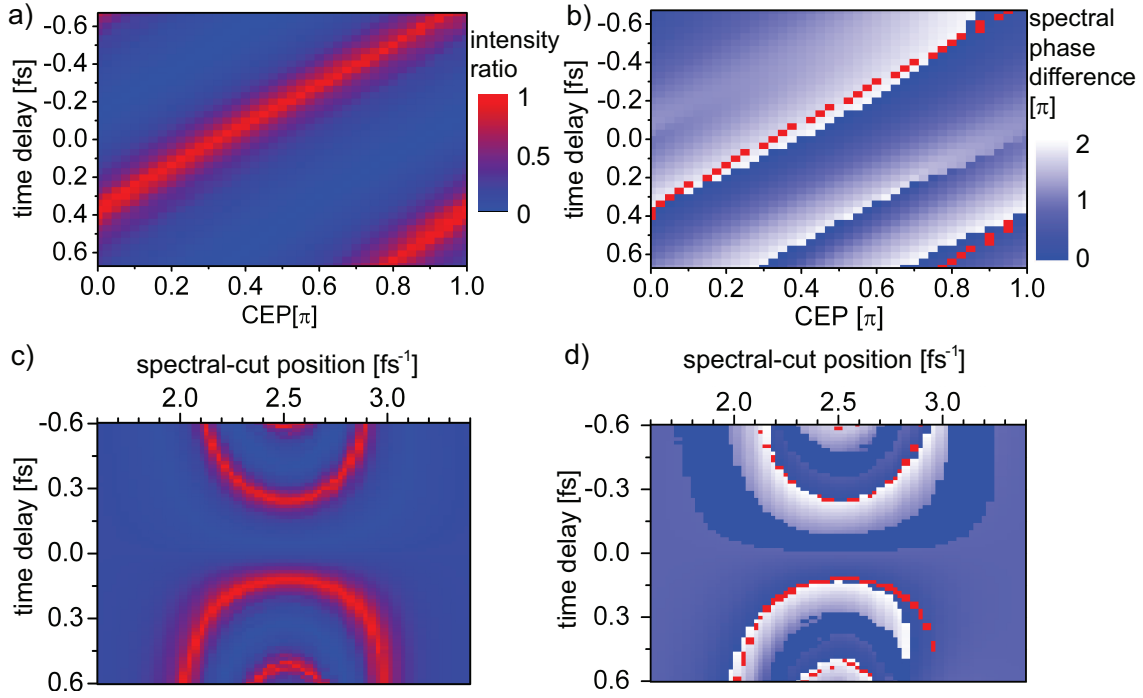 a)
time delay [fs]
-0.6
-0.4
-0.2
0.0
0.2
0.4
0.6
0.0 0.2 0.4 0.6 0.8 1.0
CEP[π]
intensity
ratio
1
0.5
0
b)
time delay [fs]
-0.6
-0.4
-0.2
0.0
0.2
0.4
0.6
0.0 0.2 0.4 0.6 0.8 1.0
CEP [π]
spectral
phase
difference
[π]
2
1
0
c)
spectral-cut position [fs⁻¹]
2.0 2.5 3.0
time delay [fs]
-0.6
-0.3
0.0
0.3
0.6
d)
spectral-cut position [fs⁻¹]
2.0 2.5 3.0
time delay [fs]
-0.6
-0.3
0.0
0.3
0.6